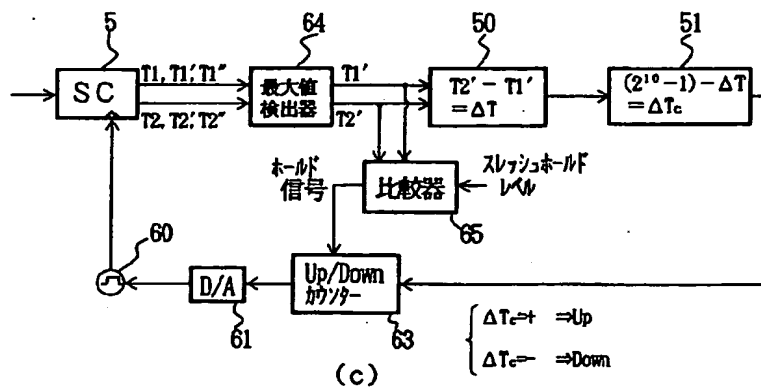 5
64
50
51
SC
T1, T1', T1"
T2, T2', T2"
最大値
検出器
T1'
T2'
T2' - T1'
=ΔT
(2¹⁰-1) - ΔT
=ΔTc
ホールド
信号
比較器
スレッシュホールド
レベル
65
60
D/A
61
Up/Down
カウンター
63
ΔTc=+ ⇒Up
ΔTc=- ⇒Down
(c)